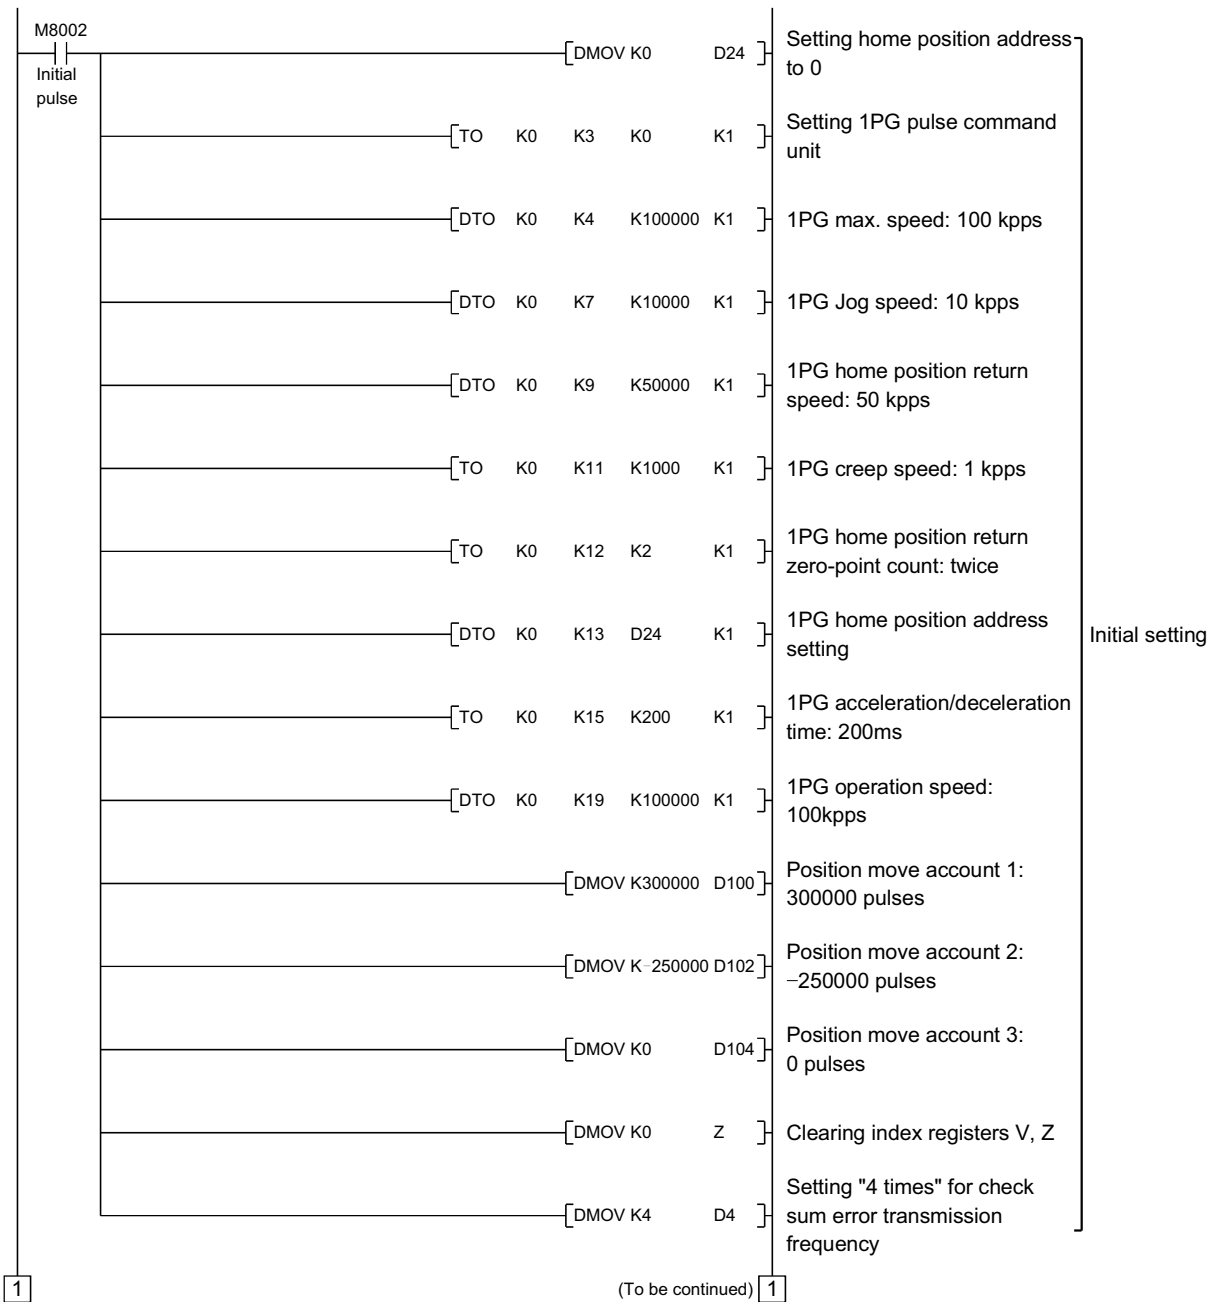 M8002
Initial
pulse
DMOV K0 D24
Setting home position address
to 0
TO K0 K3 K0 K1
Setting 1PG pulse command
unit
DTO K0 K4 K100000 K1
1PG max. speed: 100 kpps
DTO K0 K7 K10000 K1
1PG Jog speed: 10 kpps
DTO K0 K9 K50000 K1
1PG home position return
speed: 50 kpps
TO K0 K11 K1000 K1
1PG creep speed: 1 kpps
TO K0 K12 K2 K1
1PG home position return
zero-point count: twice
DTO K0 K13 D24 K1
1PG home position address
setting
Initial setting
TO K0 K15 K200 K1
1PG acceleration/deceleration
time: 200ms
DTO K0 K19 K100000 K1
1PG operation speed:
100kpps
DMOV K300000 D100
Position move account 1:
300000 pulses
DMOV K−250000 D102
Position move account 2:
−250000 pulses
DMOV K0 D104
Position move account 3:
0 pulses
DMOV K0 Z
Clearing index registers V, Z
DMOV K4 D4
Setting "4 times" for check
sum error transmission
frequency
1
(To be continued) 1